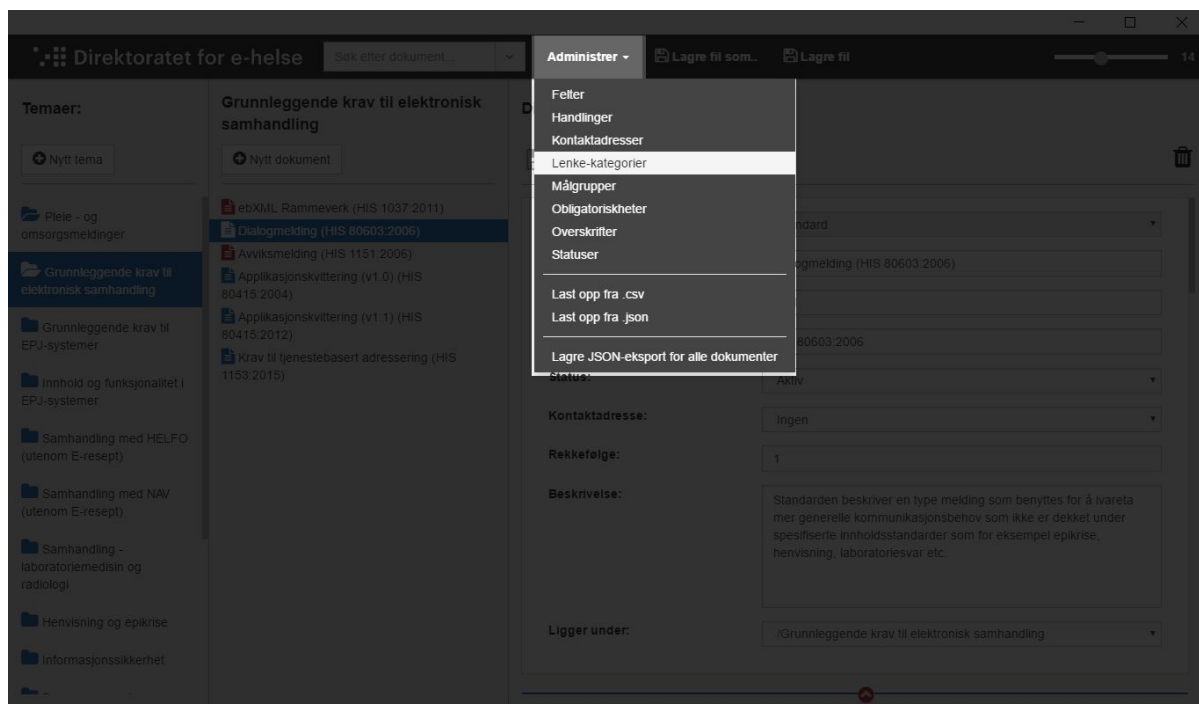 Direktoratet for e-helse
Søk etter dokument...
Administrer
Lagre fil som..
Lagre fil
14
Temaer:
Nytt tema
Pleie - og
omsorgsmeldinger
Grunnleggende krav til
elektronisk samhandling
Grunnleggende krav til
EPJ-systemer
Innhold og funksjonalitet i
EPJ-systemer
Samhandling med HELFO
(utenom E-resept)
Samhandling med NAV
(utenom E-resept)
Samhandling -
laboratoriemedisin og
radiologi
Henvisning og epikrise
Informasjonssikkerhet
Grunnleggende krav til elektronisk
samhandling
Nytt dokument
ebXML Rammeverk (HIS 1037:2011)
Dialogmelding (HIS 80603:2006)
Avviksmelding (HIS 1151:2006)
Applikasjonskvittering (v1.0) (HIS
80415:2004)
Applikasjonskvittering (v1.1) (HIS
80415:2012)
Krav til tjenestebasert adressering (HIS
1153:2015)
Felter
Handlinger
Kontaktadresser
Lenke-kategorier
Målgrupper
Obligatoriskheter
Overskrifter
Statuser
Last opp fra .csv
Last opp fra .json
Lagre JSON-eksport for alle dokumenter
D
ndard
ogmelding (HIS 80603:2006)
80603:2006
Status:
Aktiv
Kontaktadresse:
Ingen
Rekkefølge:
1
Beskrivelse:
Standarden beskriver en type melding som benyttes for å ivareta
mer generelle kommunikasjonsbehov som ikke er dekket under
spesifiserte innholdsstandarder som for eksempel epikrise,
henvisning, laboratoriesvar etc.
Ligger under:
/Grunnleggende krav til elektronisk samhandling